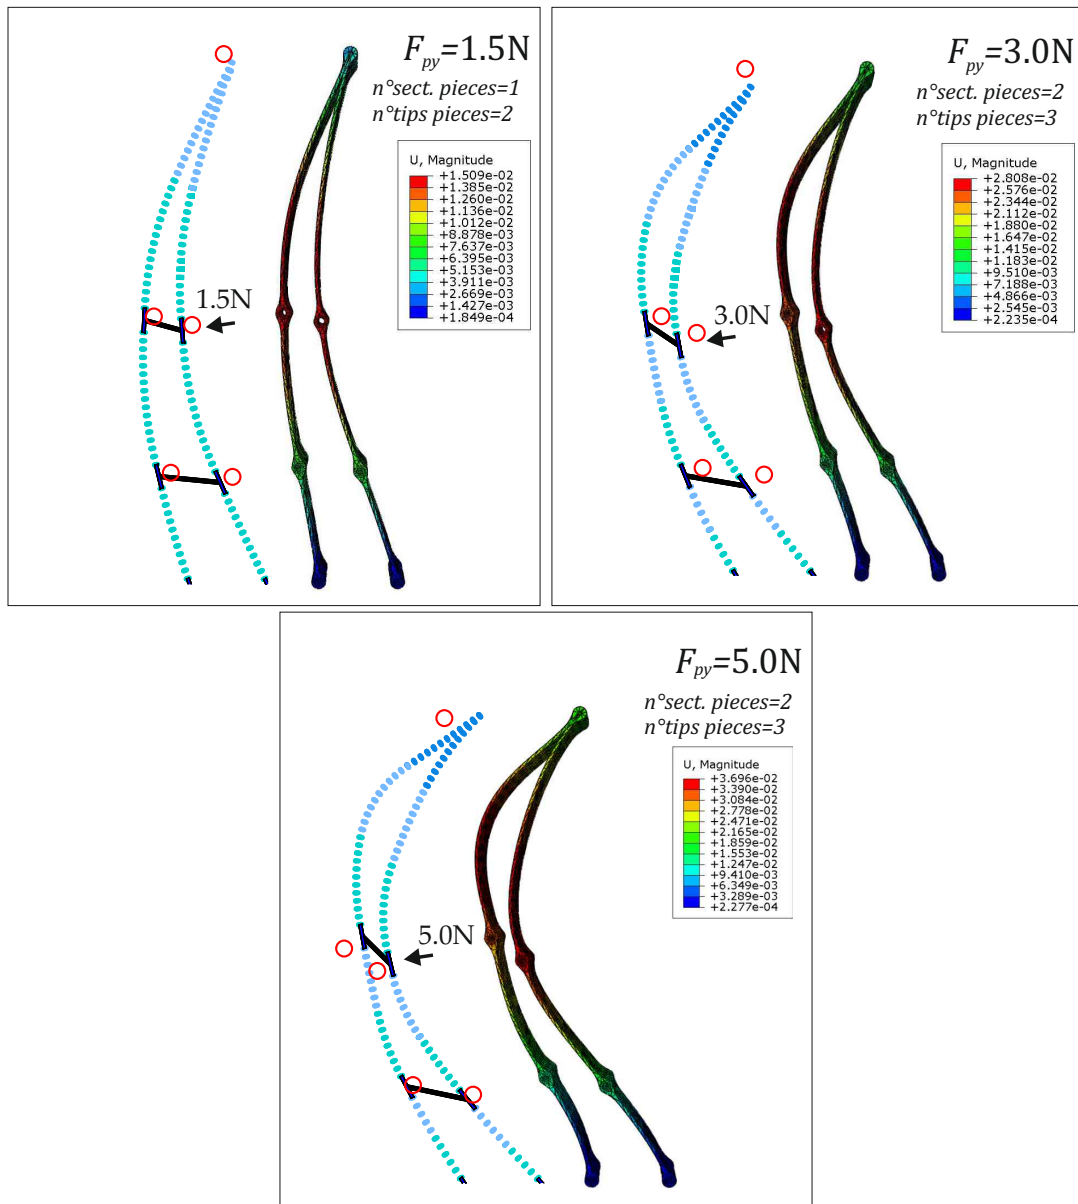 F_py=1.5N
n°sect. pieces=1
n°tips pieces=2
U, Magnitude
+1.509e-02
+1.385e-02
+1.260e-02
+1.136e-02
+1.012e-02
+8.878e-03
+7.637e-03
+6.395e-03
+5.153e-03
+3.911e-03
+2.669e-03
+1.427e-03
+1.849e-04
1.5N
F_py=3.0N
n°sect. pieces=2
n°tips pieces=3
U, Magnitude
+2.808e-02
+2.576e-02
+2.344e-02
+2.112e-02
+1.880e-02
+1.647e-02
+1.415e-02
+1.183e-02
+9.510e-03
+7.188e-03
+4.866e-03
+2.545e-03
+2.235e-04
3.0N
F_py=5.0N
n°sect. pieces=2
n°tips pieces=3
U, Magnitude
+3.696e-02
+3.390e-02
+3.084e-02
+2.778e-02
+2.471e-02
+2.165e-02
+1.859e-02
+1.553e-02
+1.247e-02
+9.410e-03
+6.349e-03
+3.289e-03
+2.277e-04
5.0N